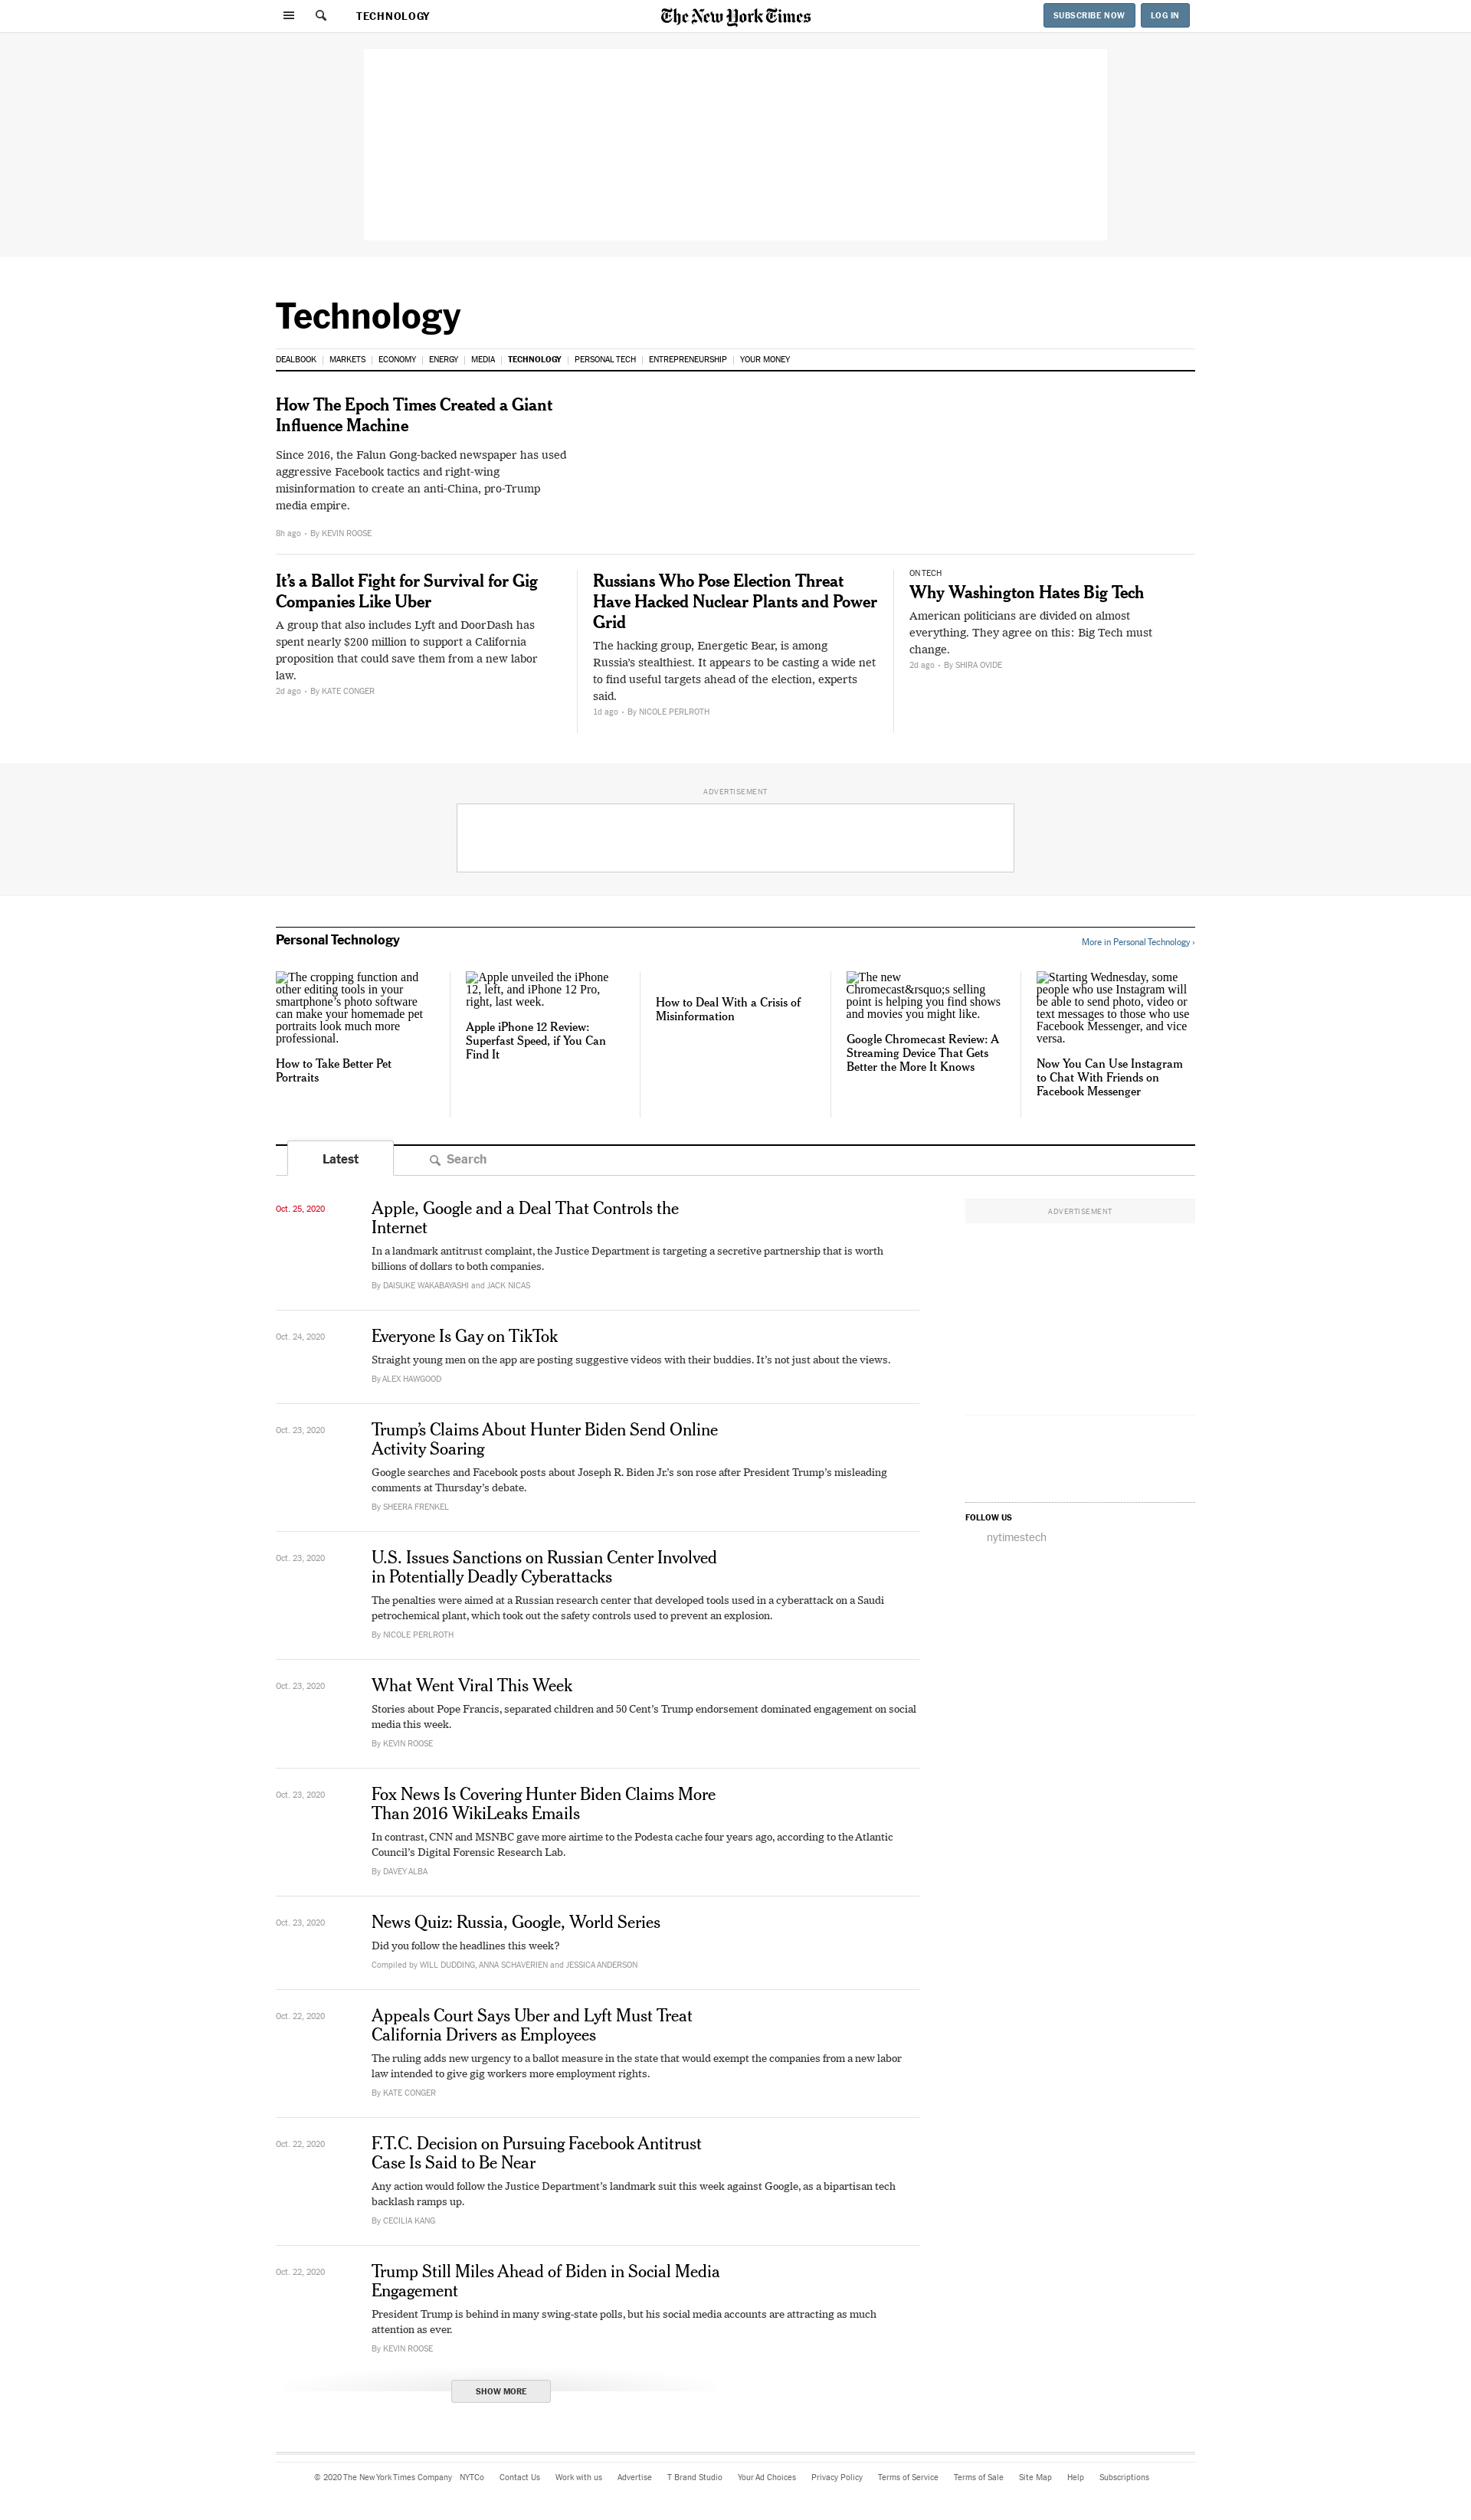 TECHNOLOGY
The New York Times
SUBSCRIBE NOW
LOG IN
Technology
DEALBOOK
MARKETS
ECONOMY
ENERGY
MEDIA
TECHNOLOGY
PERSONAL TECH
ENTREPRENEURSHIP
YOUR MONEY
How The Epoch Times Created a Giant
Influence Machine
Since 2016, the Falun Gong-backed newspaper has used
aggressive Facebook tactics and right-wing
misinformation to create an anti-China, pro-Trump
media empire.
8h ago • By KEVIN ROOSE
It’s a Ballot Fight for Survival for Gig
Companies Like Uber
A group that also includes Lyft and DoorDash has
spent nearly $200 million to support a California
proposition that could save them from a new labor
law.
2d ago • By KATE CONGER
Russians Who Pose Election Threat
Have Hacked Nuclear Plants and Power
Grid
The hacking group, Energetic Bear, is among
Russia’s stealthiest. It appears to be casting a wide net
to find useful targets ahead of the election, experts
said.
1d ago • By NICOLE PERLROTH
ON TECH
Why Washington Hates Big Tech
American politicians are divided on almost
everything. They agree on this: Big Tech must
change.
2d ago • By SHIRA OVIDE
ADVERTISEMENT
Personal Technology
More in Personal Technology ›
The cropping function and
other editing tools in your
smartphone’s photo software
can make your homemade pet
portraits look much more
professional.
How to Take Better Pet
Portraits
Apple unveiled the iPhone
12, left, and iPhone 12 Pro,
right, last week.
Apple iPhone 12 Review:
Superfast Speed, if You Can
Find It
How to Deal With a Crisis of
Misinformation
The new
Chromecast&rsquo;s selling
point is helping you find shows
and movies you might like.
Google Chromecast Review: A
Streaming Device That Gets
Better the More It Knows
Starting Wednesday, some
people who use Instagram will
be able to send photo, video or
text messages to those who use
Facebook Messenger, and vice
versa.
Now You Can Use Instagram
to Chat With Friends on
Facebook Messenger
Latest
Search
Oct. 25, 2020
Apple, Google and a Deal That Controls the
Internet
In a landmark antitrust complaint, the Justice Department is targeting a secretive partnership that is worth
billions of dollars to both companies.
By DAISUKE WAKABAYASHI and JACK NICAS
Oct. 24, 2020
Everyone Is Gay on TikTok
Straight young men on the app are posting suggestive videos with their buddies. It’s not just about the views.
By ALEX HAWGOOD
Oct. 23, 2020
Trump’s Claims About Hunter Biden Send Online
Activity Soaring
Google searches and Facebook posts about Joseph R. Biden Jr.’s son rose after President Trump’s misleading
comments at Thursday’s debate.
By SHEERA FRENKEL
Oct. 23, 2020
U.S. Issues Sanctions on Russian Center Involved
in Potentially Deadly Cyberattacks
The penalties were aimed at a Russian research center that developed tools used in a cyberattack on a Saudi
petrochemical plant, which took out the safety controls used to prevent an explosion.
By NICOLE PERLROTH
Oct. 23, 2020
What Went Viral This Week
Stories about Pope Francis, separated children and 50 Cent’s Trump endorsement dominated engagement on social
media this week.
By KEVIN ROOSE
Oct. 23, 2020
Fox News Is Covering Hunter Biden Claims More
Than 2016 WikiLeaks Emails
In contrast, CNN and MSNBC gave more airtime to the Podesta cache four years ago, according to the Atlantic
Council’s Digital Forensic Research Lab.
By DAVEY ALBA
Oct. 23, 2020
News Quiz: Russia, Google, World Series
Did you follow the headlines this week?
Compiled by WILL DUDDING, ANNA SCHAVERIEN and JESSICA ANDERSON
Oct. 22, 2020
Appeals Court Says Uber and Lyft Must Treat
California Drivers as Employees
The ruling adds new urgency to a ballot measure in the state that would exempt the companies from a new labor
law intended to give gig workers more employment rights.
By KATE CONGER
Oct. 22, 2020
F.T.C. Decision on Pursuing Facebook Antitrust
Case Is Said to Be Near
Any action would follow the Justice Department’s landmark suit this week against Google, as a bipartisan tech
backlash ramps up.
By CECILIA KANG
Oct. 22, 2020
Trump Still Miles Ahead of Biden in Social Media
Engagement
President Trump is behind in many swing-state polls, but his social media accounts are attracting as much
attention as ever.
By KEVIN ROOSE
SHOW MORE
ADVERTISEMENT
FOLLOW US
nytimestech
© 2020 The New York Times Company
NYTCo
Contact Us
Work with us
Advertise
T Brand Studio
Your Ad Choices
Privacy Policy
Terms of Service
Terms of Sale
Site Map
Help
Subscriptions